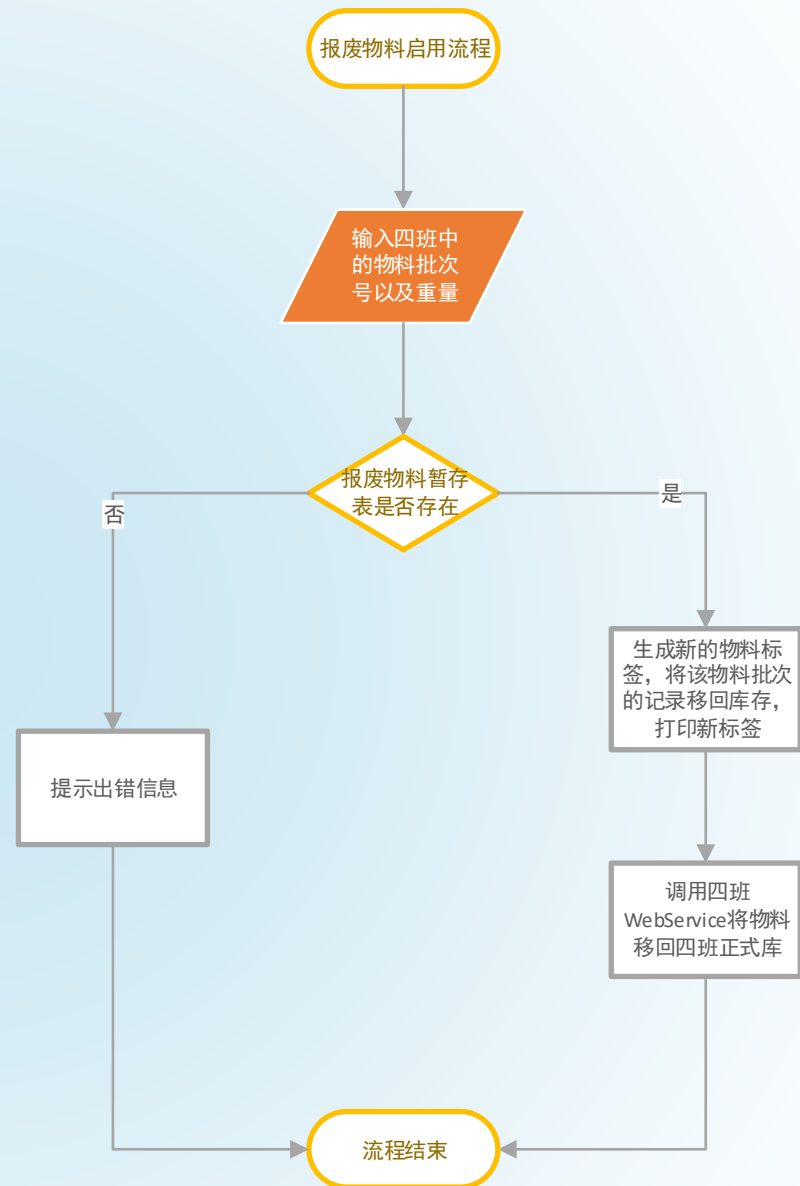 报废物料启用流程
输入四班中
的物料批次
号以及重量
报废物料暂存
表是否存在
否
是
生成新的物料标
签，将该物料批次
的记录移回库存，
打印新标签
提示出错信息
调用四班
WebService将物料
移回四班正式库
流程结束